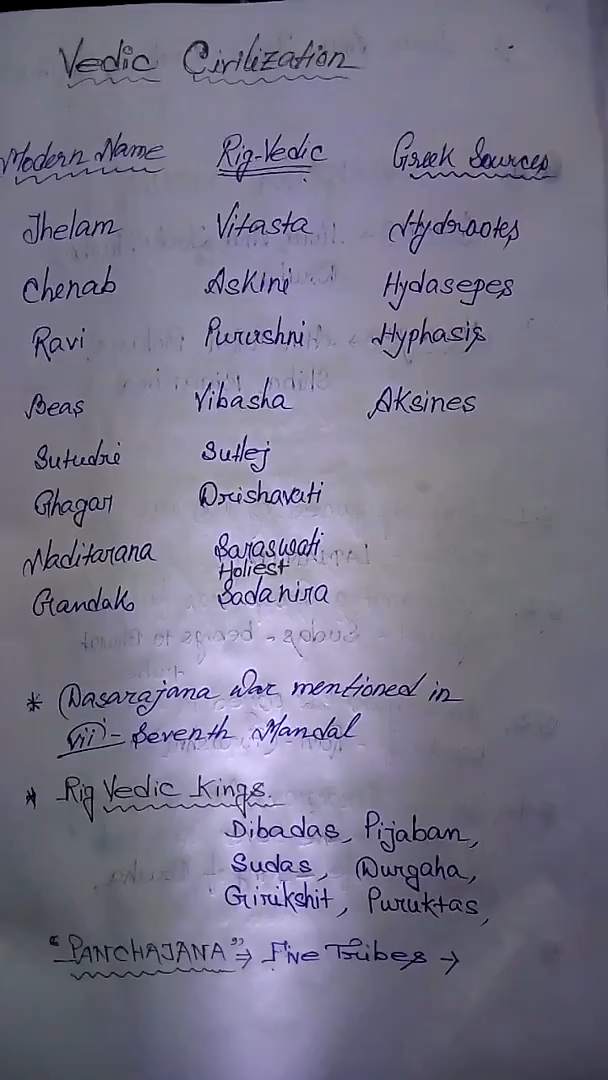 Vedic Civilization
Modern Name Rig-Vedic Greek Sources
Jhelam Vitasta Hydraotes
Chenab Askini Hydasepes
Ravi Purushni Hyphasis
Beas Vibasha Aksines
Sutudri Sutlej
Ghagar Drishavati
Naditarana Saraswati
Holiest
Gandak Sadanira
* Dasarajana War mentioned in
vii - Seventh Mandal
* Rig Vedic Kings.
Dibadas, Pijaban,
Sudas, Durgaha,
Girikshit, Puruktas,
"PANCHAJANA" ⇒ Five Tribes →